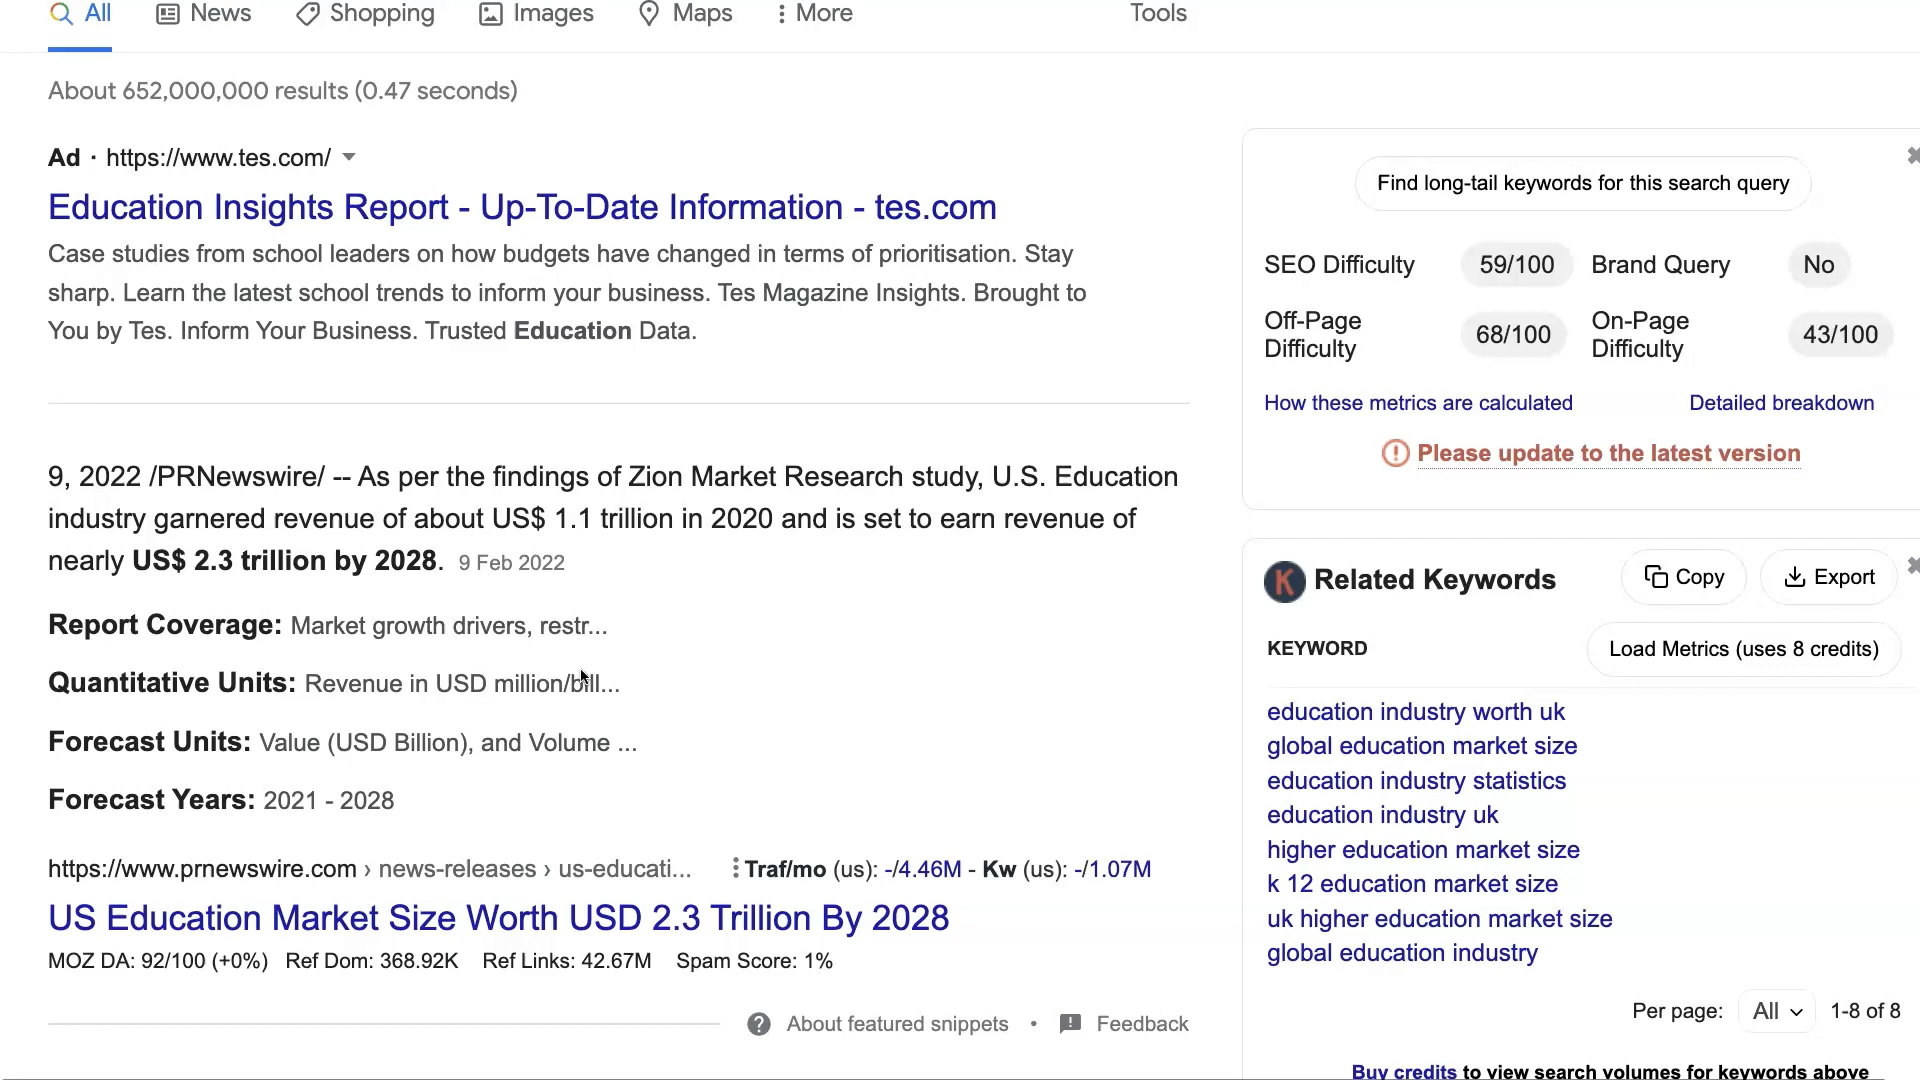 All News Shopping Images Maps More Tools
About 652,000,000 results (0.47 seconds)
Ad · https://www.tes.com/
Education Insights Report - Up-To-Date Information - tes.com
Case studies from school leaders on how budgets have changed in terms of prioritisation. Stay
sharp. Learn the latest school trends to inform your business. Tes Magazine Insights. Brought to
You by Tes. Inform Your Business. Trusted Education Data.
9, 2022 /PRNewswire/ -- As per the findings of Zion Market Research study, U.S. Education
industry garnered revenue of about US$ 1.1 trillion in 2020 and is set to earn revenue of
nearly US$ 2.3 trillion by 2028. 9 Feb 2022
Report Coverage: Market growth drivers, restr...
Quantitative Units: Revenue in USD million/bill...
Forecast Units: Value (USD Billion), and Volume ...
Forecast Years: 2021 - 2028
https://www.prnewswire.com › news-releases › us-educati... Traf/mo (us): -/4.46M - Kw (us): -/1.07M
US Education Market Size Worth USD 2.3 Trillion By 2028
MOZ DA: 92/100 (+0%) Ref Dom: 368.92K Ref Links: 42.67M Spam Score: 1%
About featured snippets • Feedback
Find long-tail keywords for this search query
SEO Difficulty 59/100 Brand Query No
Off-Page Difficulty 68/100 On-Page Difficulty 43/100
How these metrics are calculated Detailed breakdown
Please update to the latest version
K Related Keywords Copy Export
KEYWORD Load Metrics (uses 8 credits)
education industry worth uk
global education market size
education industry statistics
education industry uk
higher education market size
k 12 education market size
uk higher education market size
global education industry
Per page: All 1-8 of 8
Buy credits to view search volumes for keywords above